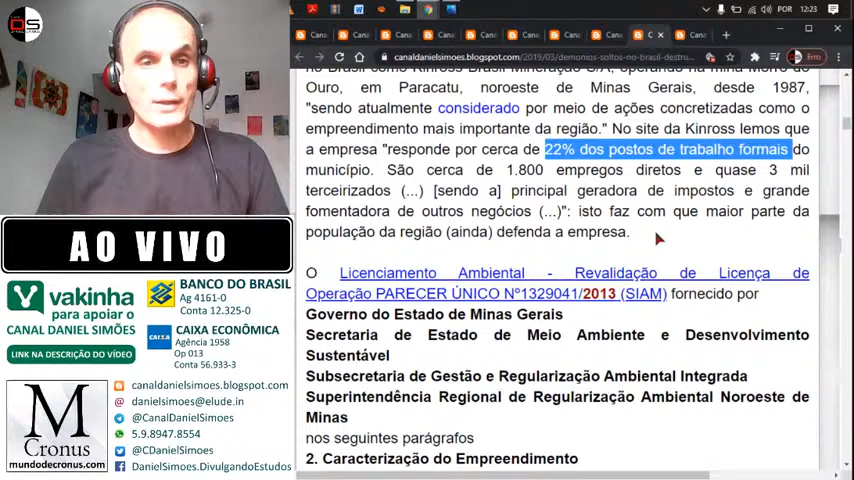 POR 12:23
canaldanielsimoes.blogspot.com/2019/03/demonios-soltos-no-brasil-destru
Erro
no Brasil como Kinross Brasil Mineração S/A, operando na mina Morro do
Ouro, em Paracatu, noroeste de Minas Gerais, desde 1987,
"sendo atualmente considerado por meio de ações concretizadas como o
empreendimento mais importante da região." No site da Kinross lemos que
a empresa "responde por cerca de 22% dos postos de trabalho formais do
município. São cerca de 1.800 empregos diretos e quase 3 mil
terceirizados (...) [sendo a] principal geradora de impostos e grande
fomentadora de outros negócios (...)": isto faz com que maior parte da
população da região (ainda) defenda a empresa.
O Licenciamento Ambiental - Revalidação de Licença de
Operação PARECER ÚNICO Nº1329041/2013 (SIAM) fornecido por
Governo do Estado de Minas Gerais
Secretaria de Estado de Meio Ambiente e Desenvolvimento
Sustentável
Subsecretaria de Gestão e Regularização Ambiental Integrada
Superintendência Regional de Regularização Ambiental Noroeste de
Minas
nos seguintes parágrafos
2. Caracterização do Empreendimento
AO VIVO
vakinha
para apoiar o
CANAL DANIEL SIMÕES
LINK NA DESCRIÇÃO DO VÍDEO
BANCO DO BRASIL
Ag 4161-0
Conta 12.325-0
CAIXA
CAIXA ECONÔMICA
Agência 1958
Op 013
Conta 56.933-3
M
Cronus
mundodecronus.com
canaldanielsimoes.blogspot.com
danielsimoes@elude.in
@CanalDanielSimoes
5.9.8947.8554
@CDanielSimoes
DanielSimoes.DivulgandoEstudos